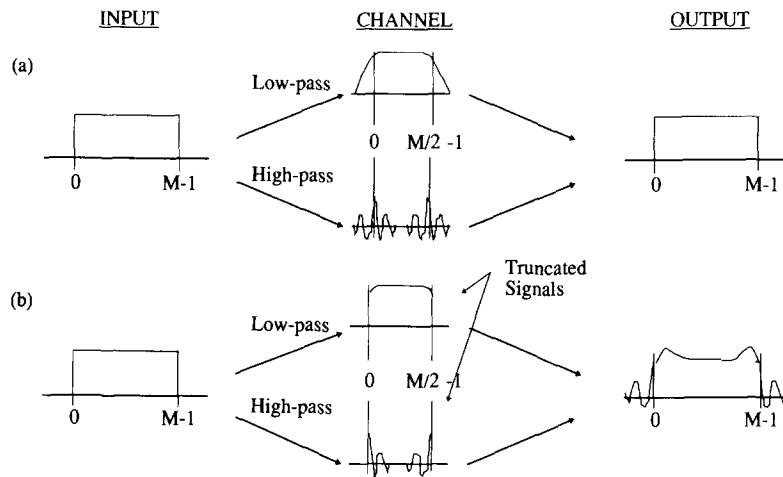 INPUT CHANNEL OUTPUT
(a)
Low-pass
0 M-1
0 M/2 -1
High-pass
0 M-1
(b)
Truncated
Signals
Low-pass
0 M-1
0 M/2 -1
High-pass
0 M-1